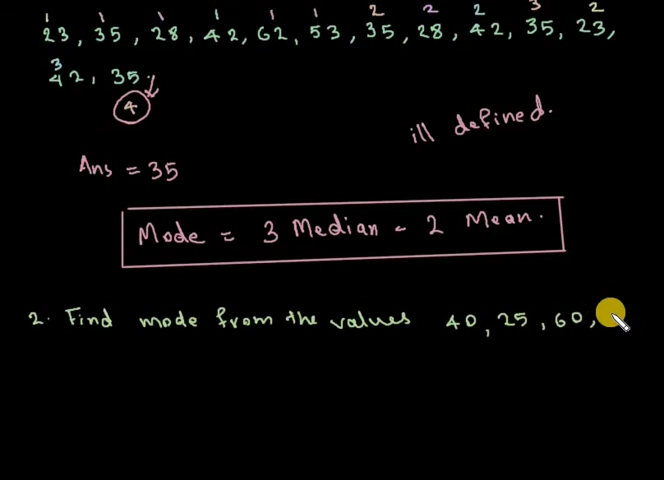 1 1 1 1 1 1 2 2 2 3 2
23, 35, 28, 42, 62, 53, 35, 28, 42, 35, 23,
3
42, 35.
4
ill defined.
Ans = 35
Mode = 3 Median - 2 Mean.
2. Find mode from the values 40, 25, 60,